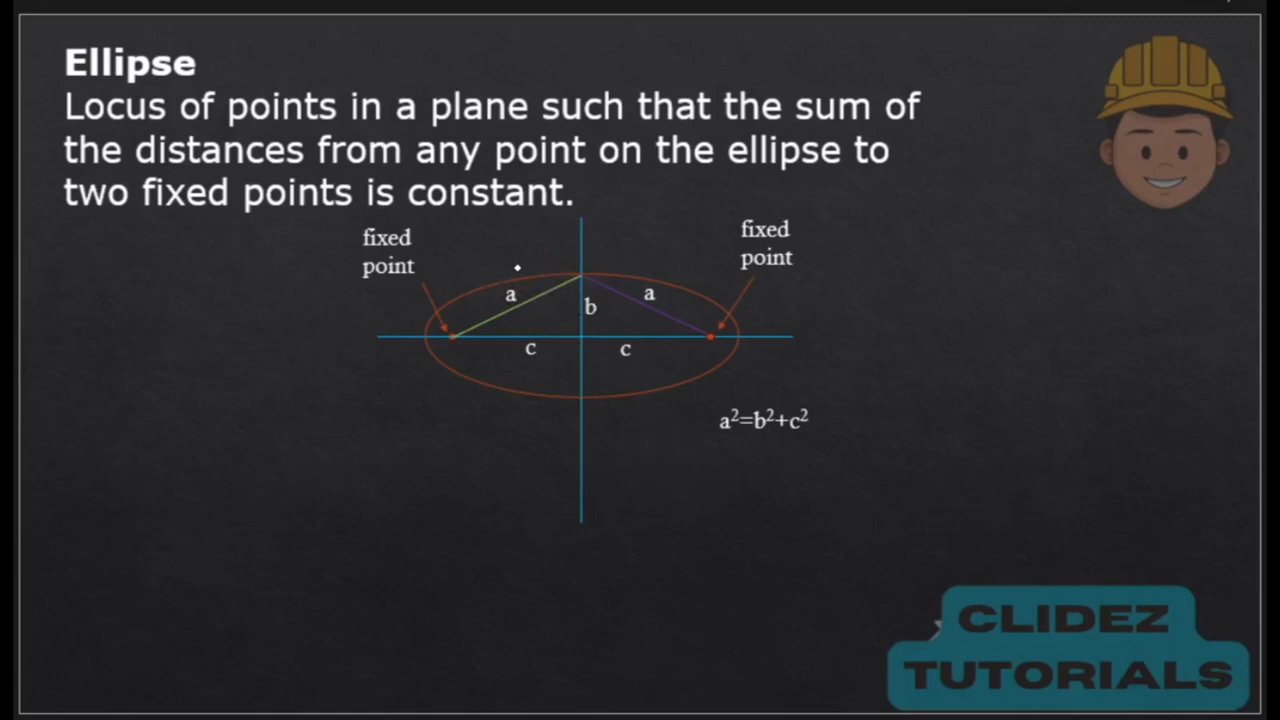 Ellipse
Locus of points in a plane such that the sum of
the distances from any point on the ellipse to
two fixed points is constant.
fixed
point
fixed
point
a
a
b
c
c
a²=b²+c²
CLIDEZ
TUTORIALS